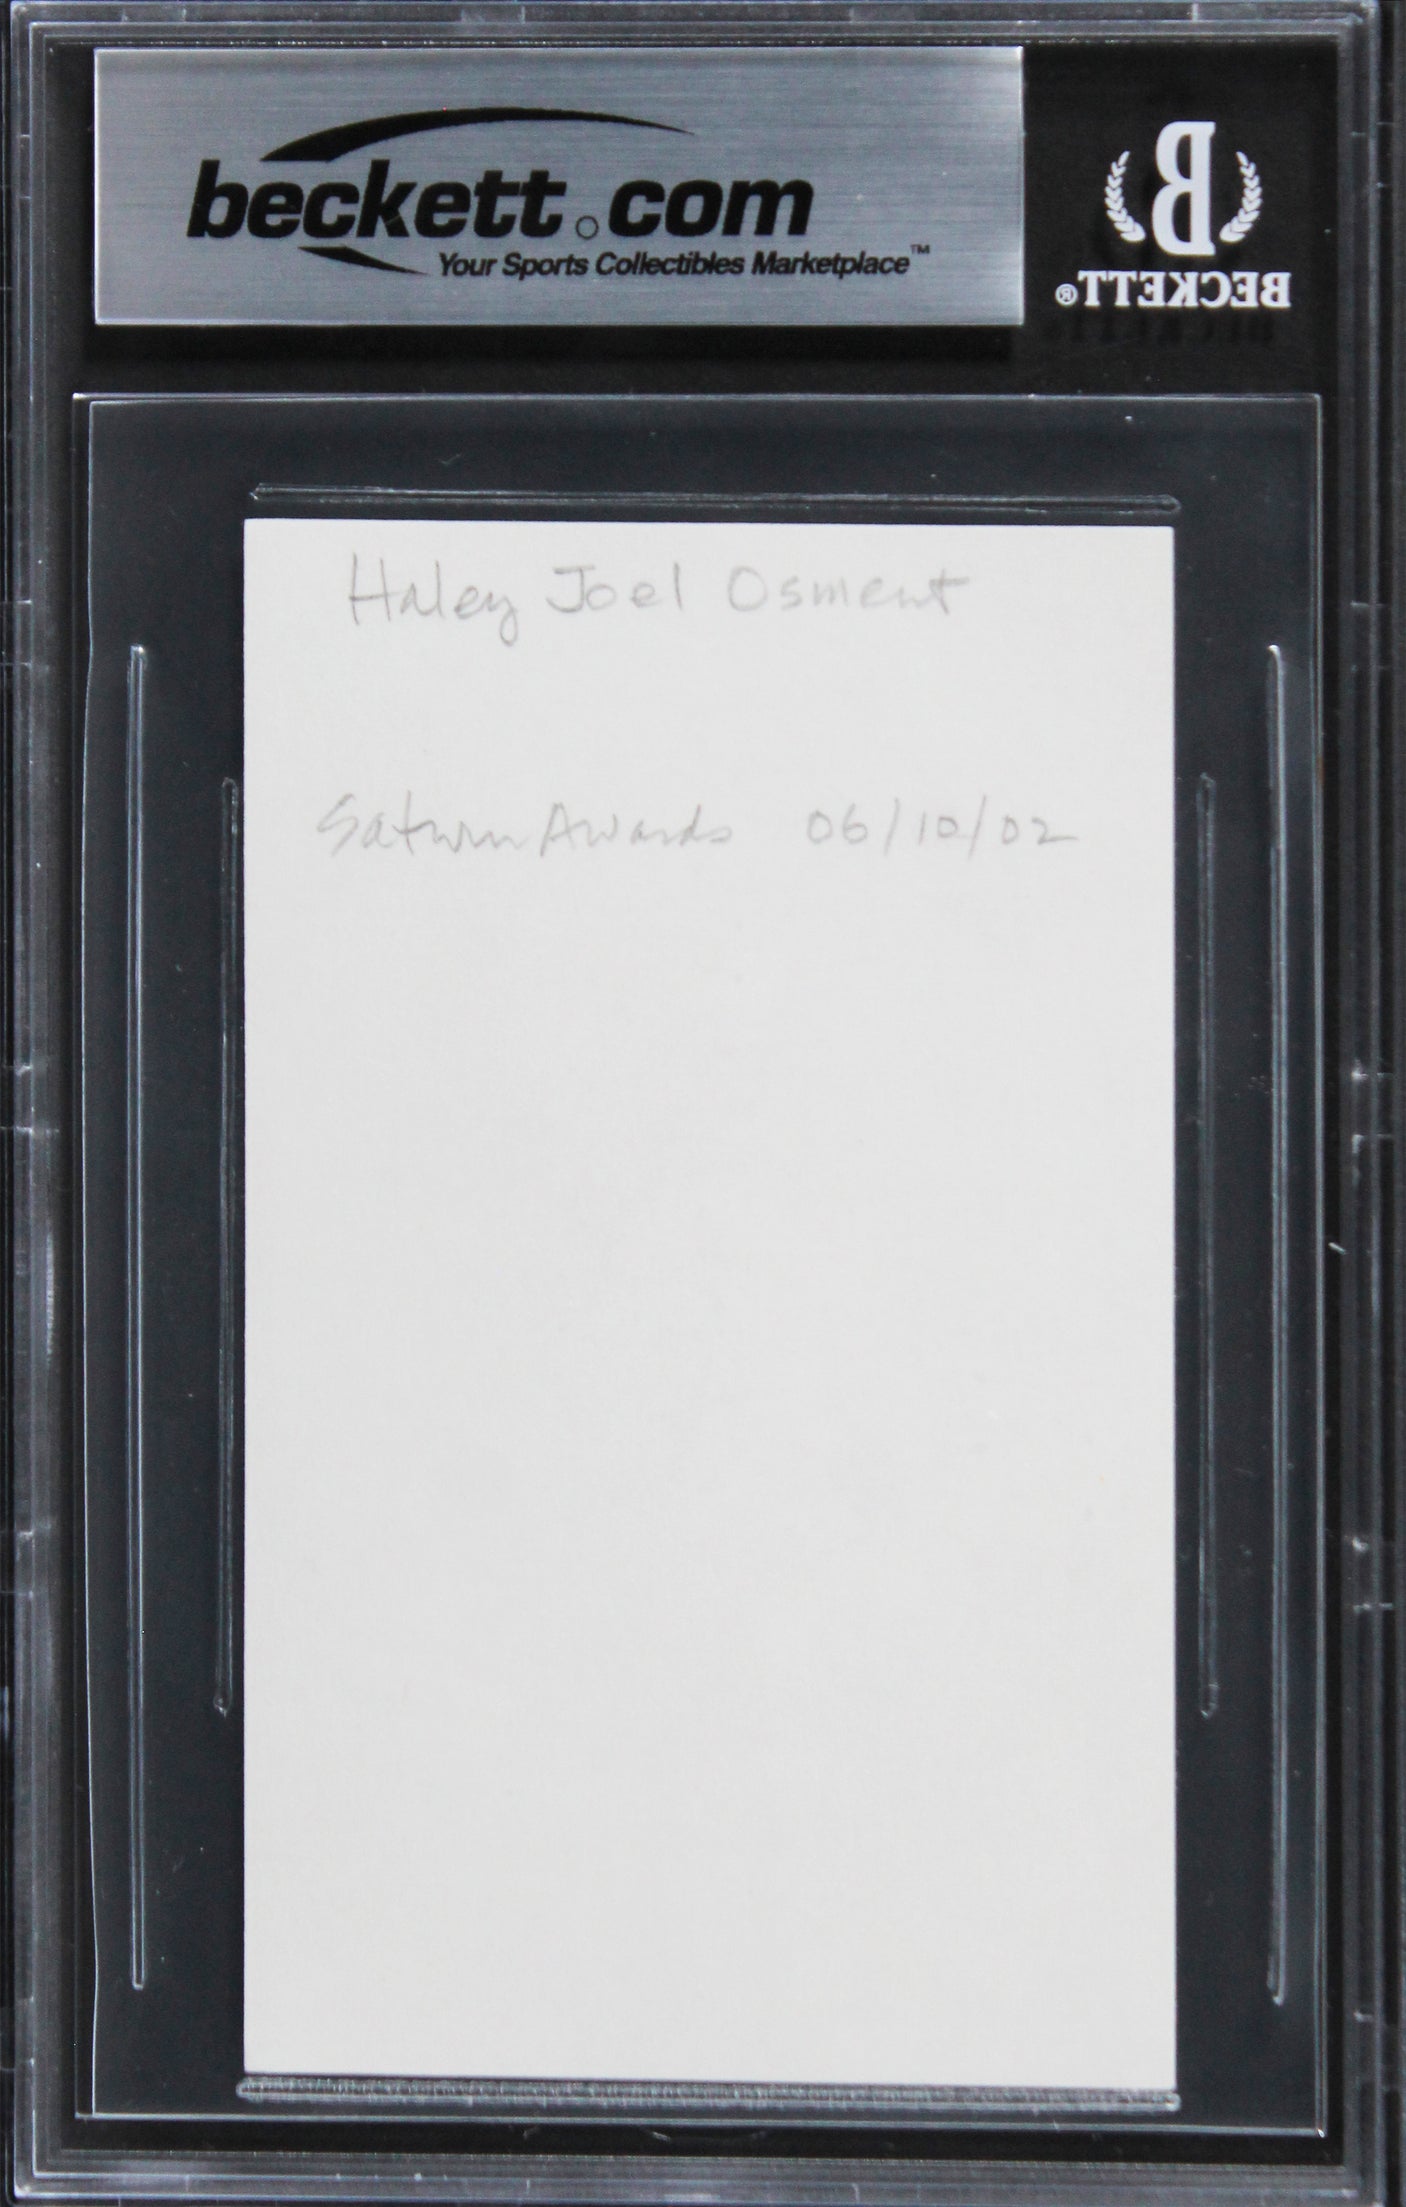 beckett.com
Your Sports Collectibles Marketplace™
B
BECKETT®
Haley Joel Osment
Saturn Awards 06/10/02